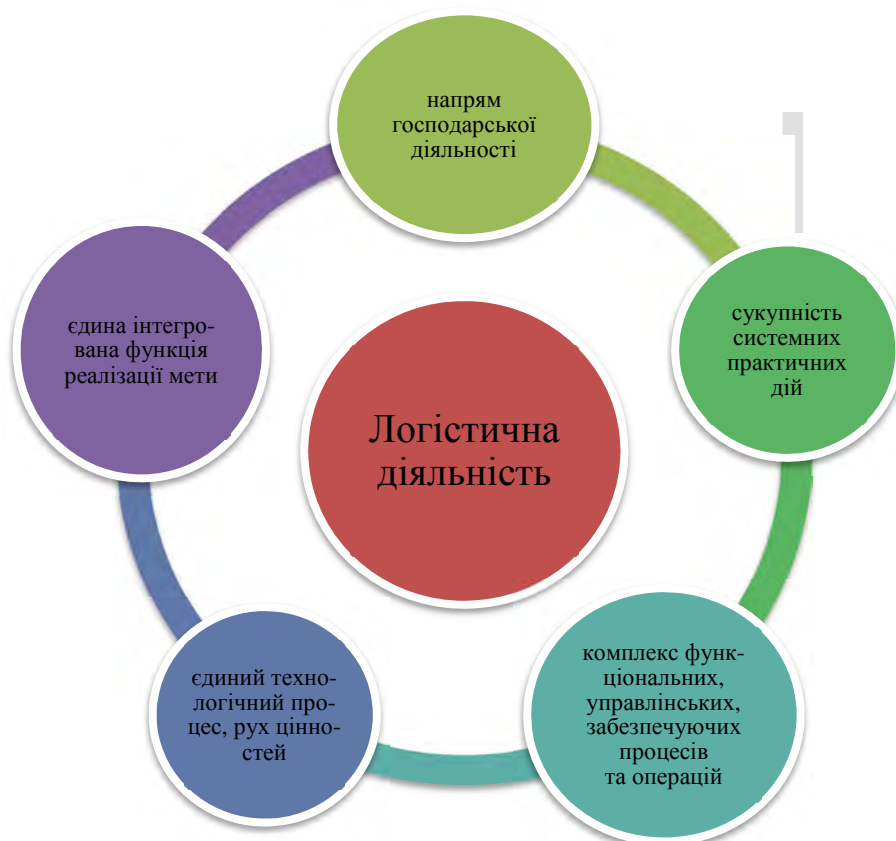 напрям
господарської
діяльності
сукупність
системних
практичних
дій
комплекс функ-
ціональних,
управлінських,
забезпечуючих
процесів
та операцій
єдиний техно-
логічний про-
цес, рух цінно-
стей
єдина інтегро-
вана функція
реалізації мети
Логістична
діяльність